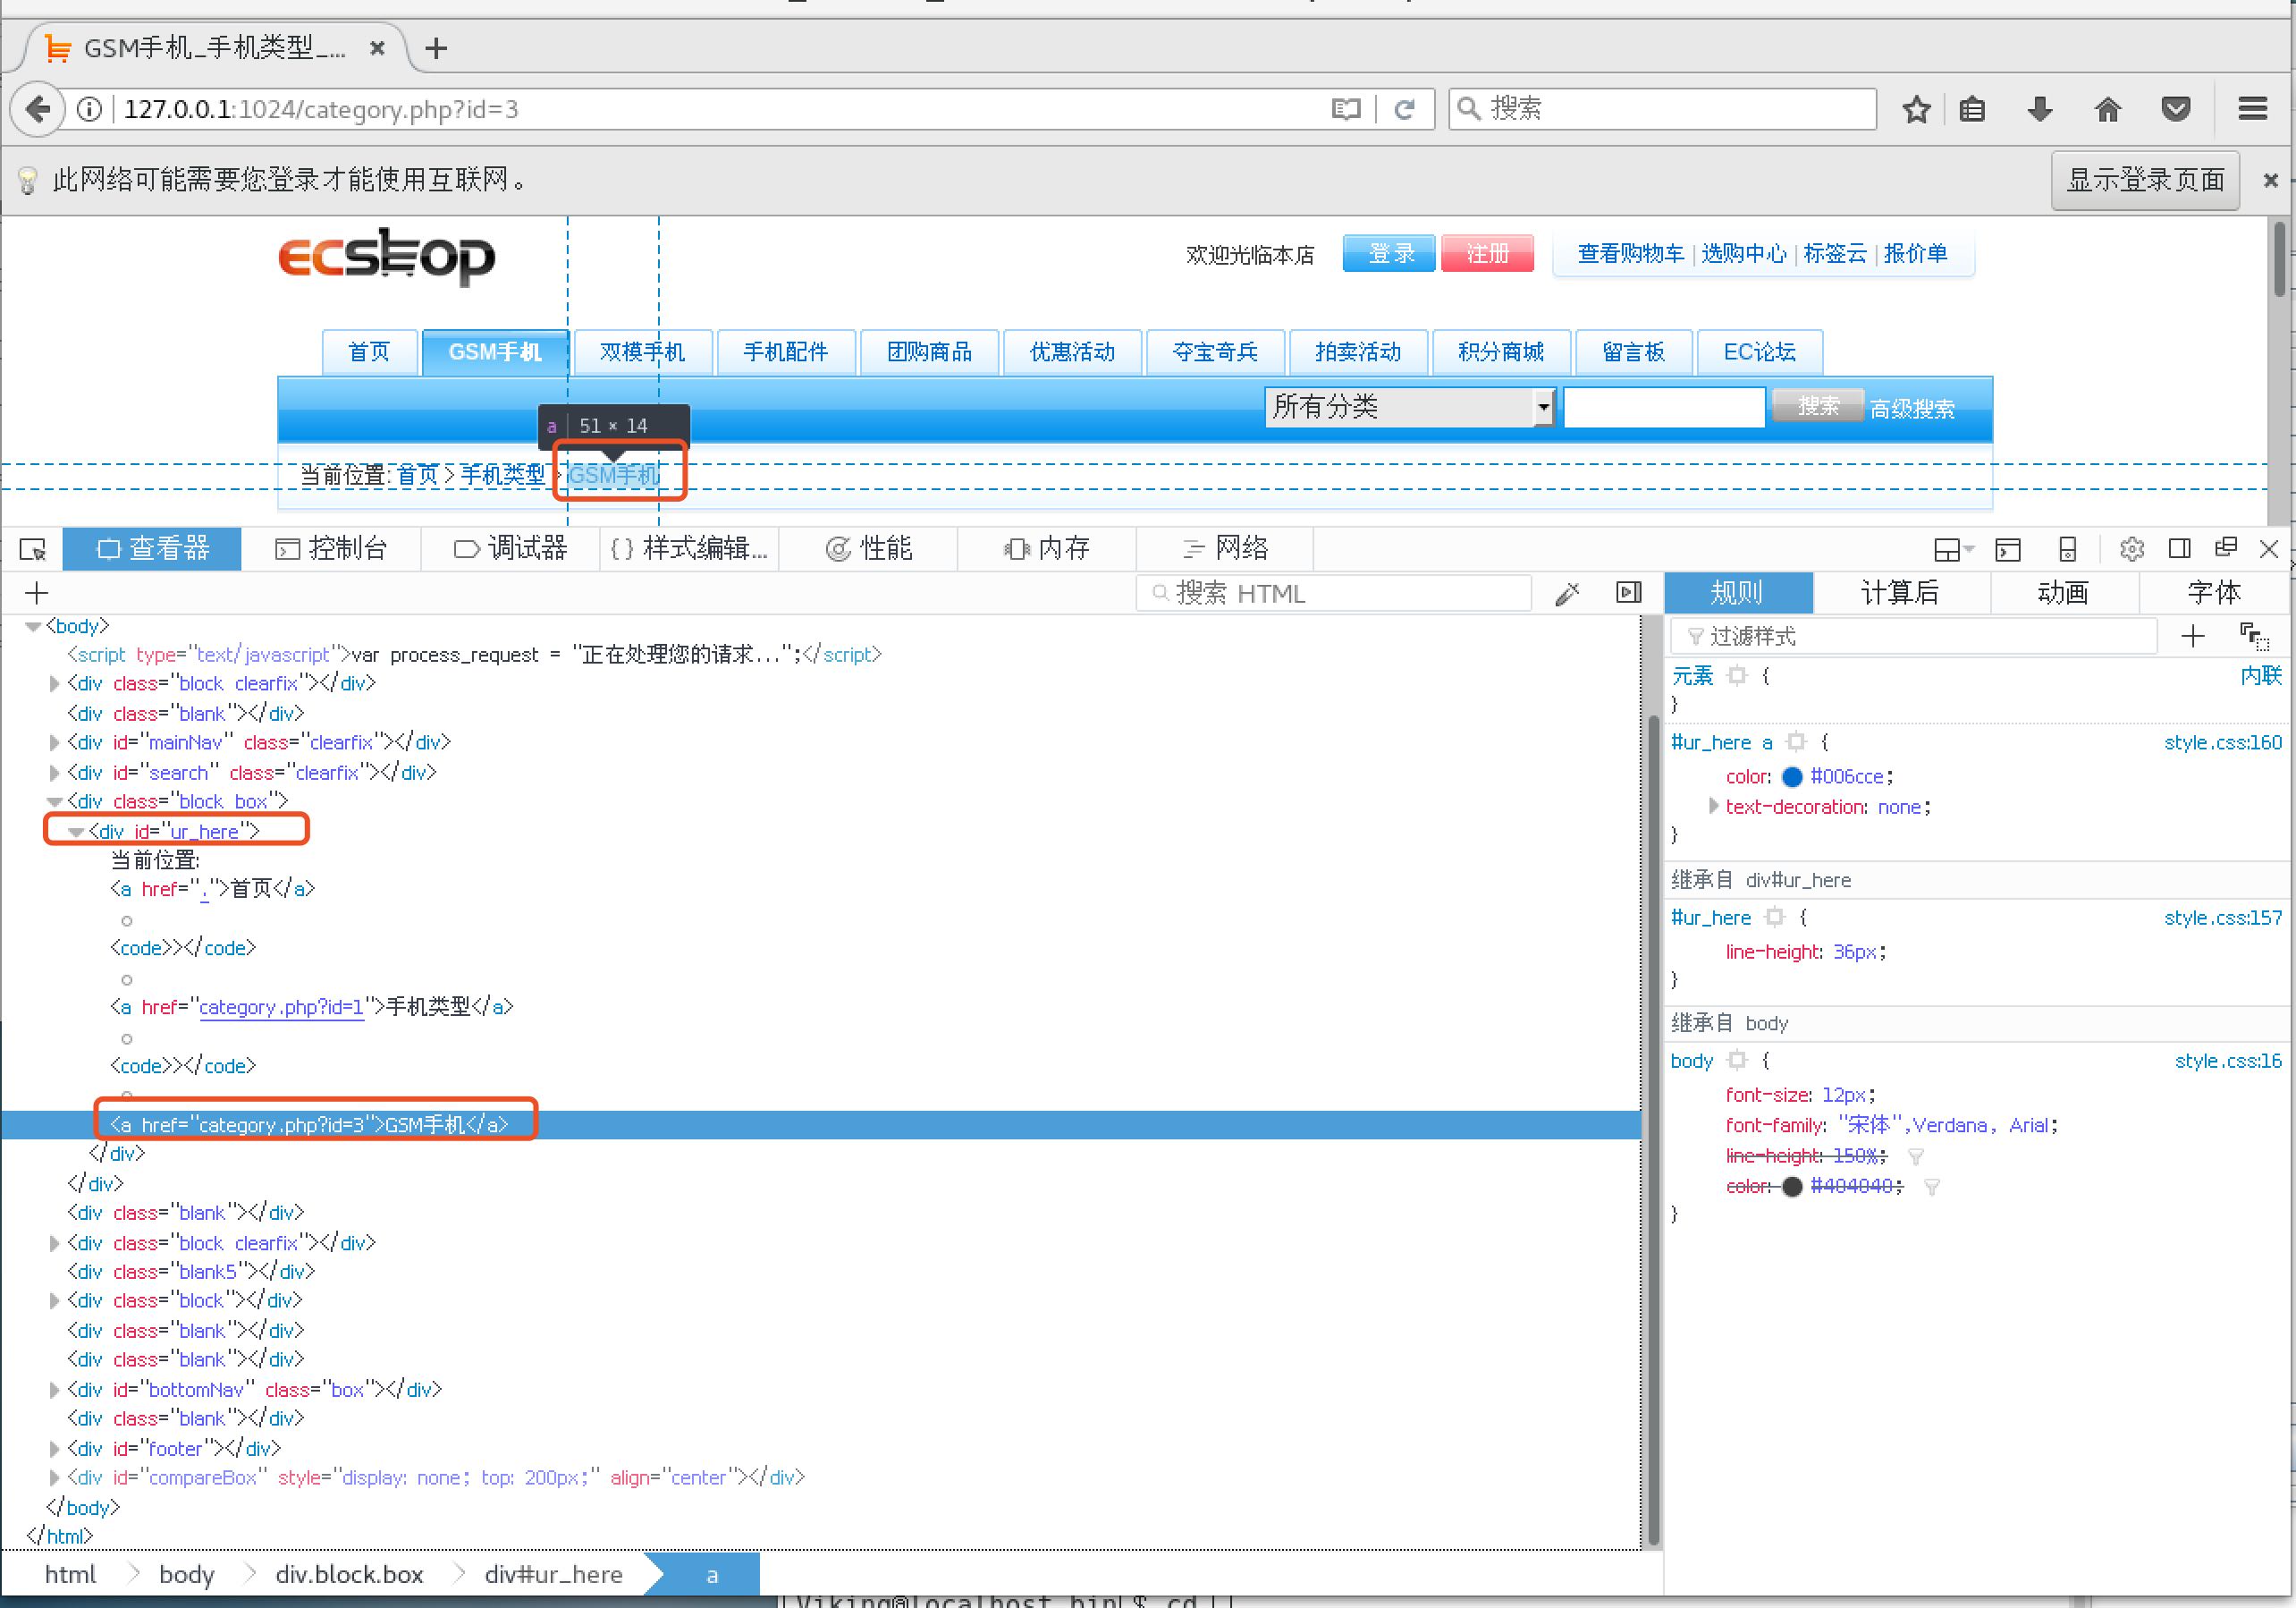 GSM手机_手机类型_...
127.0.0.1:1024/category.php?id=3
搜索
此网络可能需要您登录才能使用互联网。
显示登录页面
ECSHOP
欢迎光临本店
登录
注册
查看购物车 | 选购中心 | 标签云 | 报价单
首页
GSM手机
双模手机
手机配件
团购商品
优惠活动
夺宝奇兵
拍卖活动
积分商城
留言板
EC论坛
所有分类
搜索
高级搜索
a | 51 × 14
当前位置: 首页 > 手机类型 > GSM手机
查看器
控制台
调试器
{} 样式编辑...
性能
内存
网络
搜索 HTML
<body>
<script type="text/javascript">var process_request = "正在处理您的请求...";</script>
<div class="block clearfix"></div>
<div class="blank"></div>
<div id="mainNav" class="clearfix"></div>
<div id="search" class="clearfix"></div>
<div class="block box">
<div id="ur_here">
当前位置:
<a href=".">首页</a>
<code>></code>
<a href="category.php?id=1">手机类型</a>
<code>></code>
<a href="category.php?id=3">GSM手机</a>
</div>
</div>
<div class="blank"></div>
<div class="block clearfix"></div>
<div class="blank5"></div>
<div class="block"></div>
<div class="blank"></div>
<div class="blank"></div>
<div id="bottomNav" class="box"></div>
<div class="blank"></div>
<div id="footer"></div>
<div id="compareBox" style="display: none; top: 200px;" align="center"></div>
</body>
</html>
html
body
div.block.box
div#ur_here
a
规则
计算后
动画
字体
过滤样式
元素 { 内联
}
#ur_here a { style.css:160
color: #006cce;
text-decoration: none;
}
继承自 div#ur_here
#ur_here { style.css:157
line-height: 36px;
}
继承自 body
body { style.css:16
font-size: 12px;
font-family: "宋体",Verdana, Arial;
line-height: 150%;
color: #404040;
}
[Viking@localhost bin]$ cd